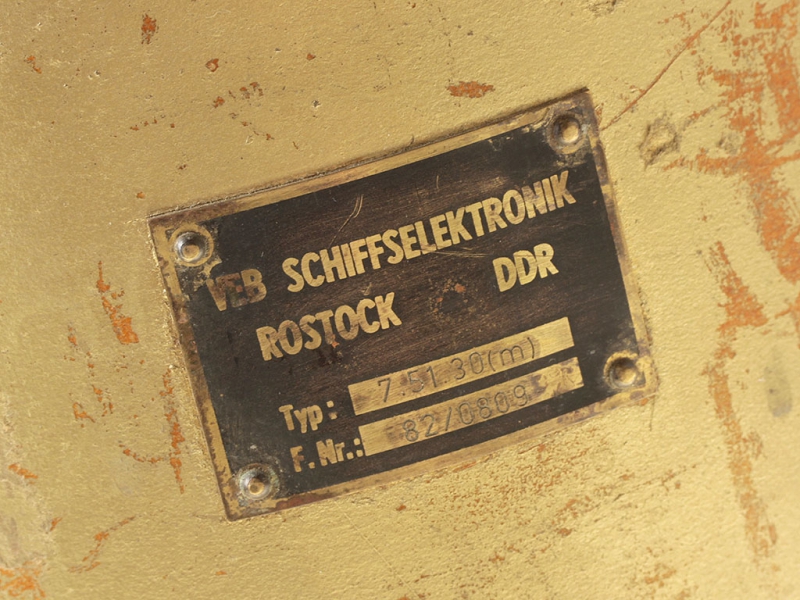 VEB SCHIFFSELEKTRONIK
ROSTOCK DDR
Typ: 7.51 30(m)
F. Nr.: 82/0809